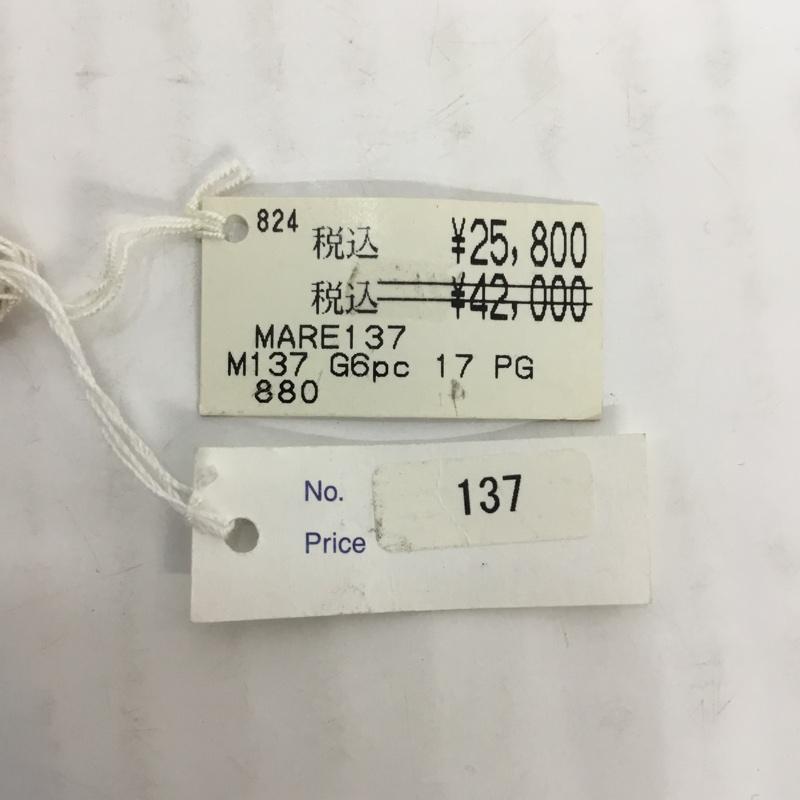 824
税込 ¥25,800
税込 ¥42,000
MARE137
M137 G6pc 17 PG
880
No. 137
Price